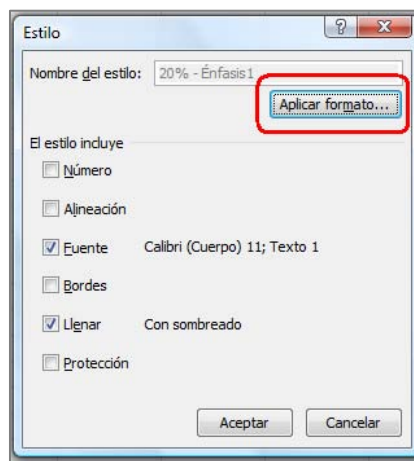 Estilo
Nombre del estilo: 20% - Énfasis1
Aplicar formato...
El estilo incluye
Número
Alineación
Fuente Calibri (Cuerpo) 11; Texto 1
Bordes
Llenar Con sombreado
Protección
Aceptar Cancelar